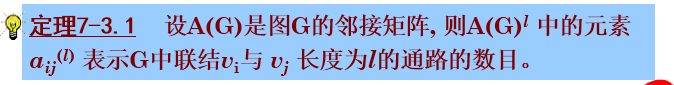 定理7-3.1 设A(G)是图G的邻接矩阵, 则A(G)ˡ 中的元素
aᵢⱼ⁽ˡ⁾ 表示G中联结vᵢ与 vⱼ 长度为l的通路的数目。